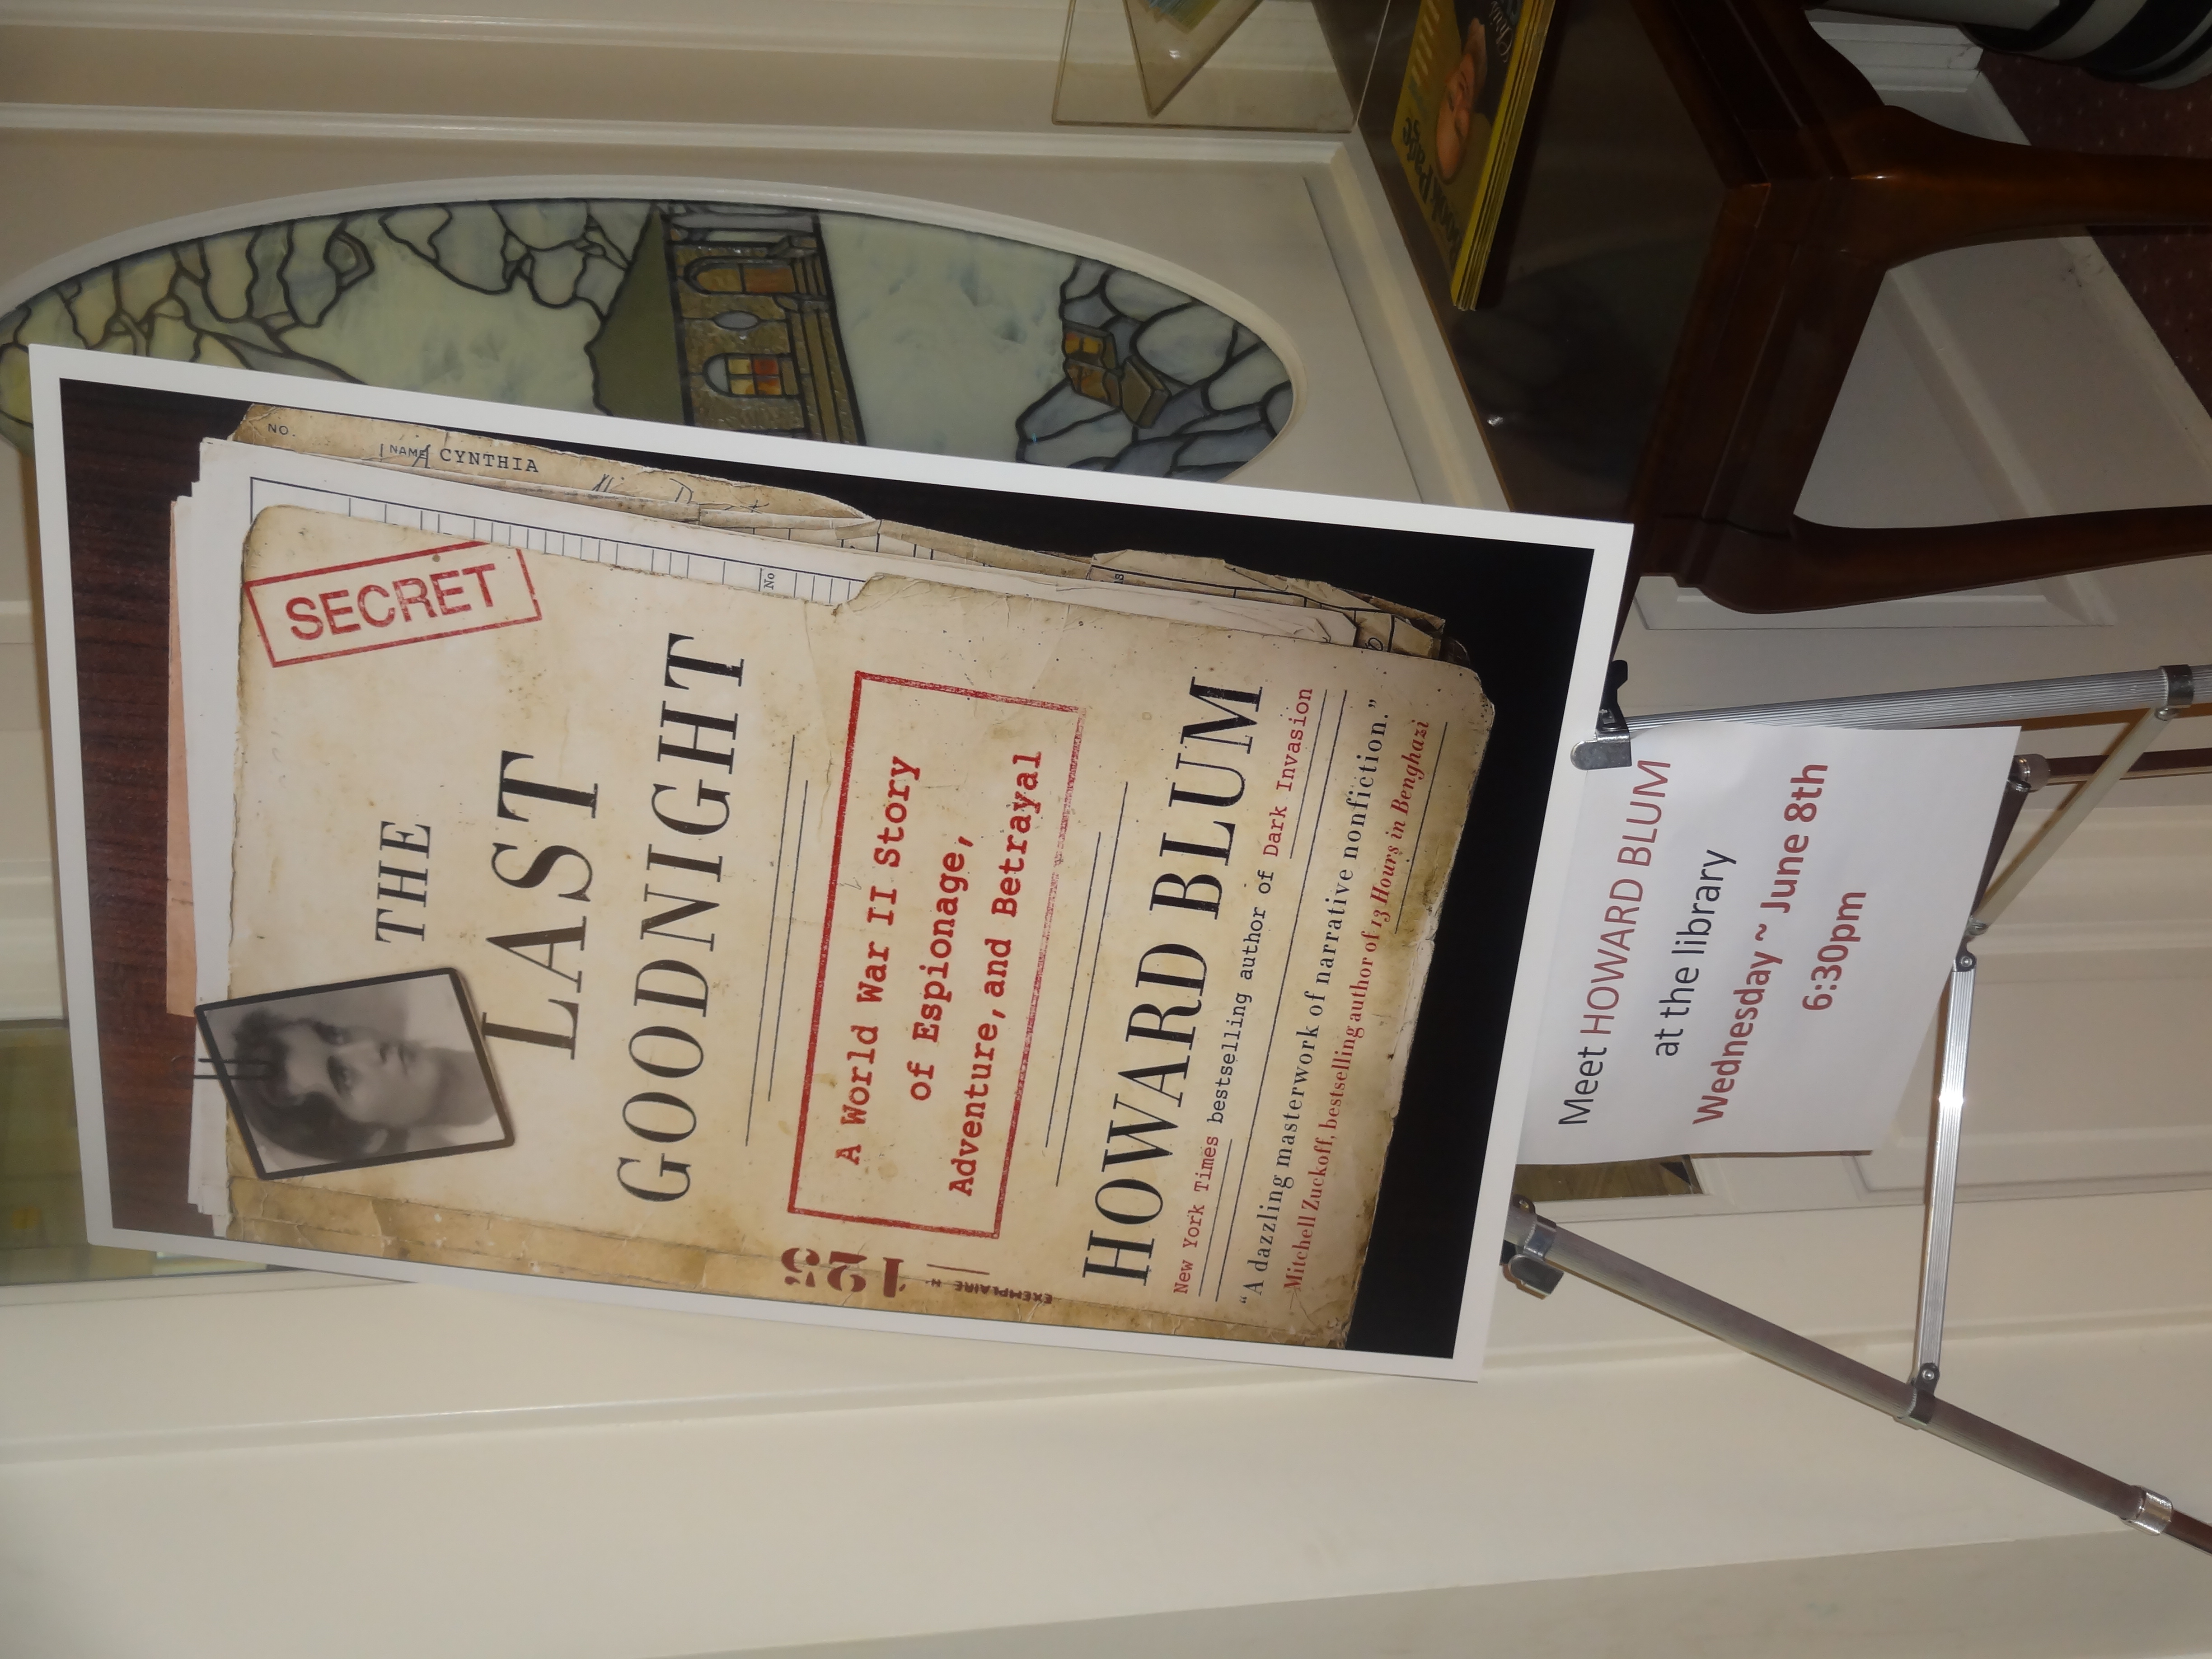 NO.
NAME CYNTHIA
SECRET
THE
LAST
GOODNIGHT
No
A World War II Story
of Espionage,
Adventure, and Betrayal
HOWARD BLUM
New York Times bestselling author of Dark Invasion
“A dazzling masterwork of narrative nonfiction.”
Mitchell Zuckoff, bestselling author of 13 Hours in Benghazi
EXEMPLAIRE
N
Meet HOWARD BLUM
at the library
Wednesday ~ June 8th
6:30pm
BookPage